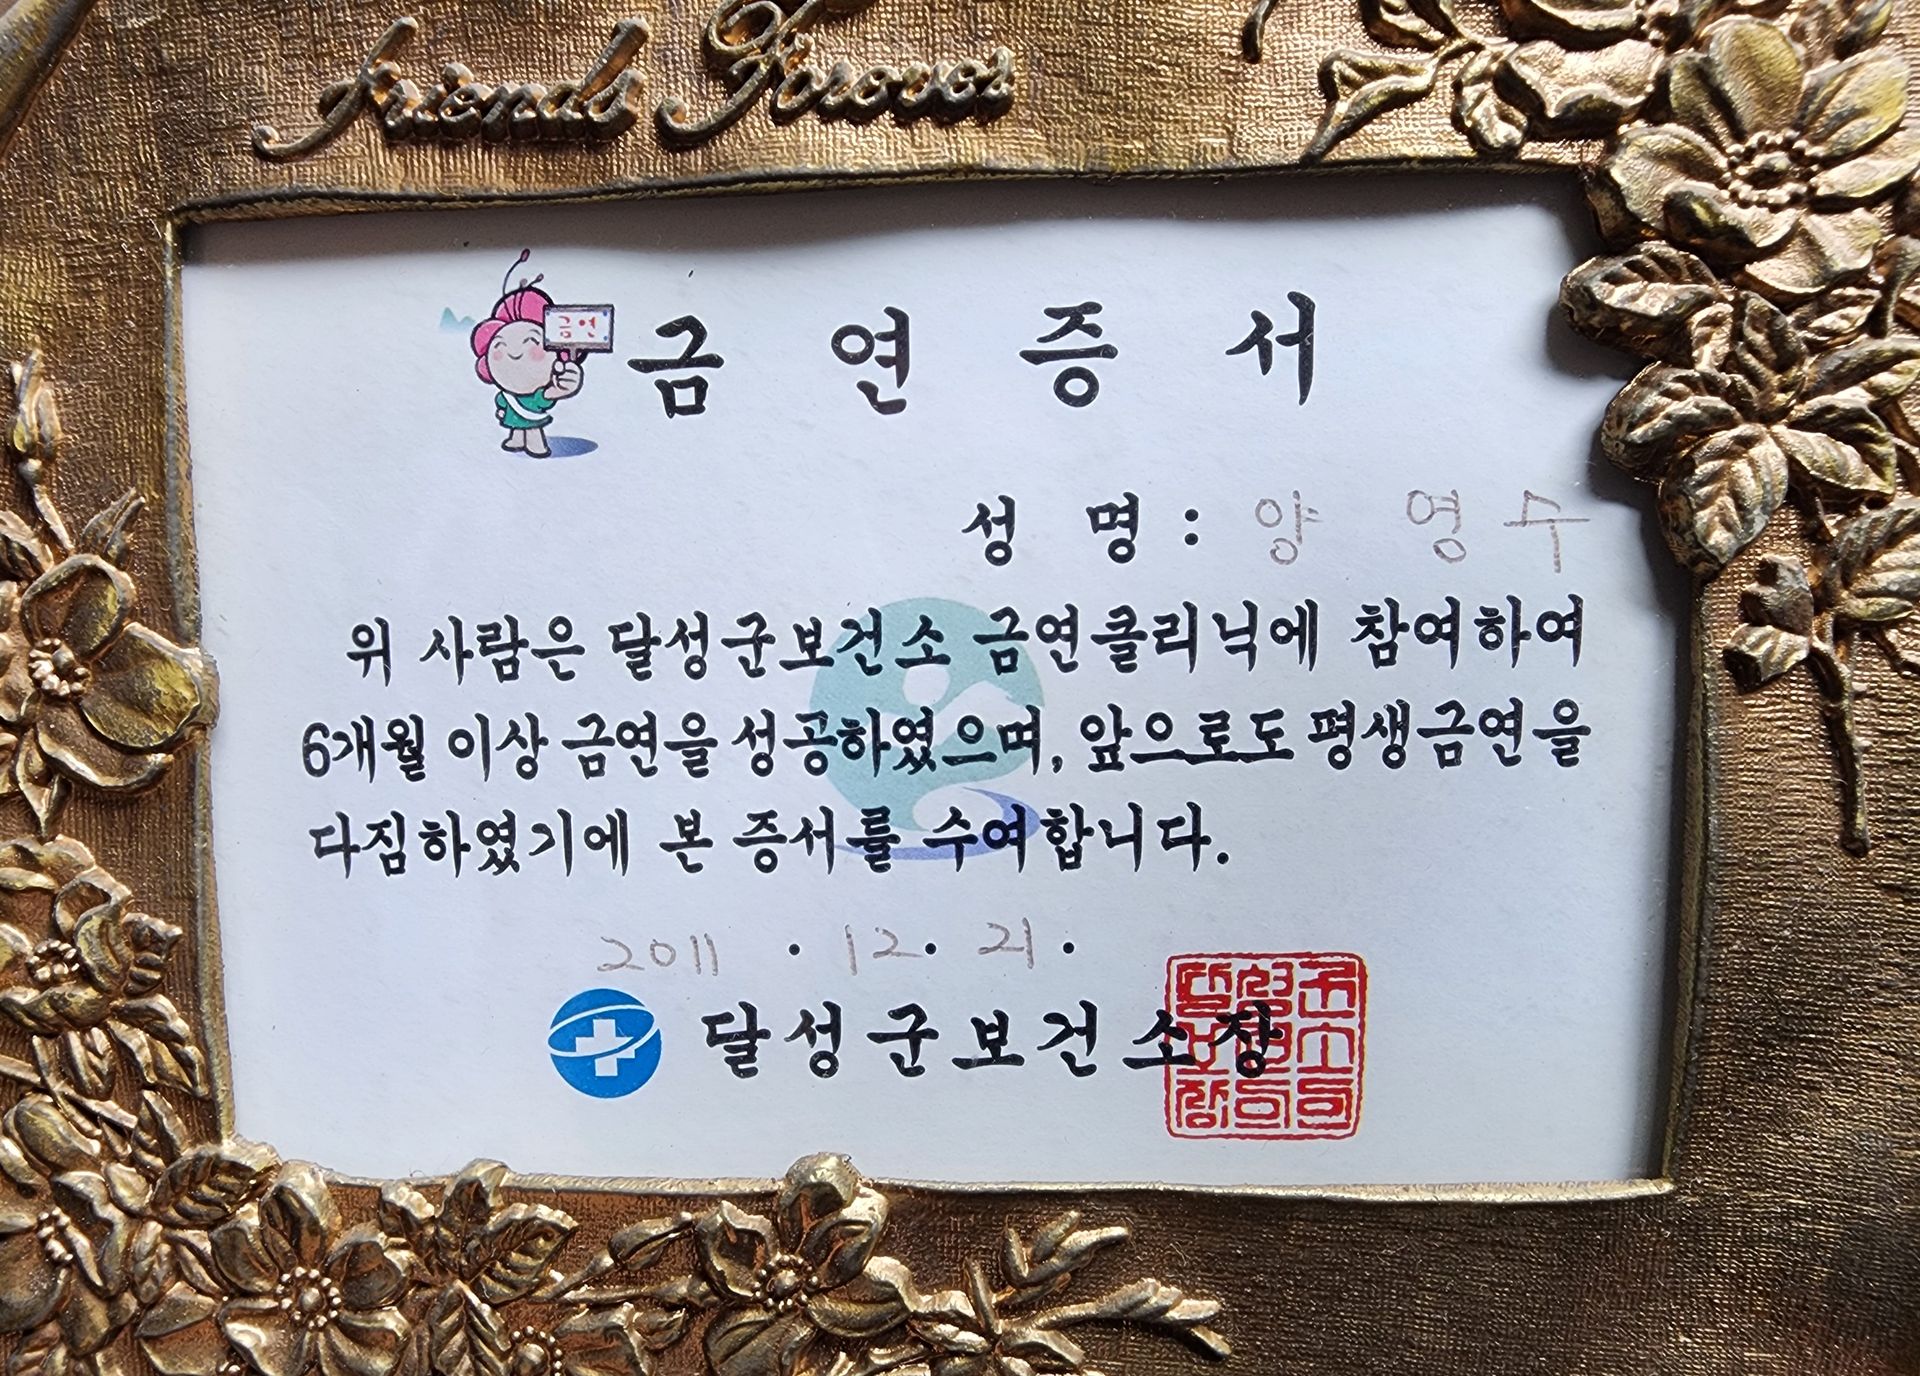 Friends Forever
금연
금 연 증 서
성 명 : 양 영 수
위 사람은 달성군보건소 금연클리닉에 참여하여
6개월 이상 금연을 성공하였으며, 앞으로도 평생금연을
다짐하였기에 본 증서를 수여합니다.
2011 . 12. 21.
달성군보건소장